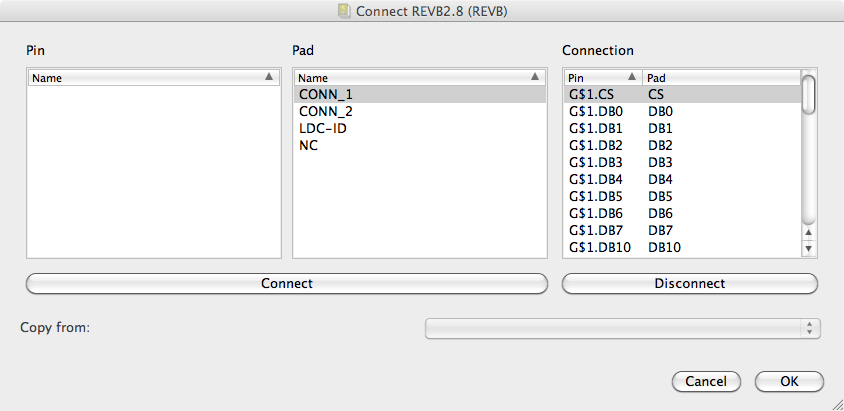 Connect REVB2.8 (REVB)
Pin Pad Connection
Name Name Pin Pad
CONN_1 G$1.CS CS
CONN_2 G$1.DB0 DB0
LDC-ID G$1.DB1 DB1
NC G$1.DB2 DB2
G$1.DB3 DB3
G$1.DB4 DB4
G$1.DB5 DB5
G$1.DB6 DB6
G$1.DB7 DB7
G$1.DB10 DB10
Connect Disconnect
Copy from:
Cancel OK